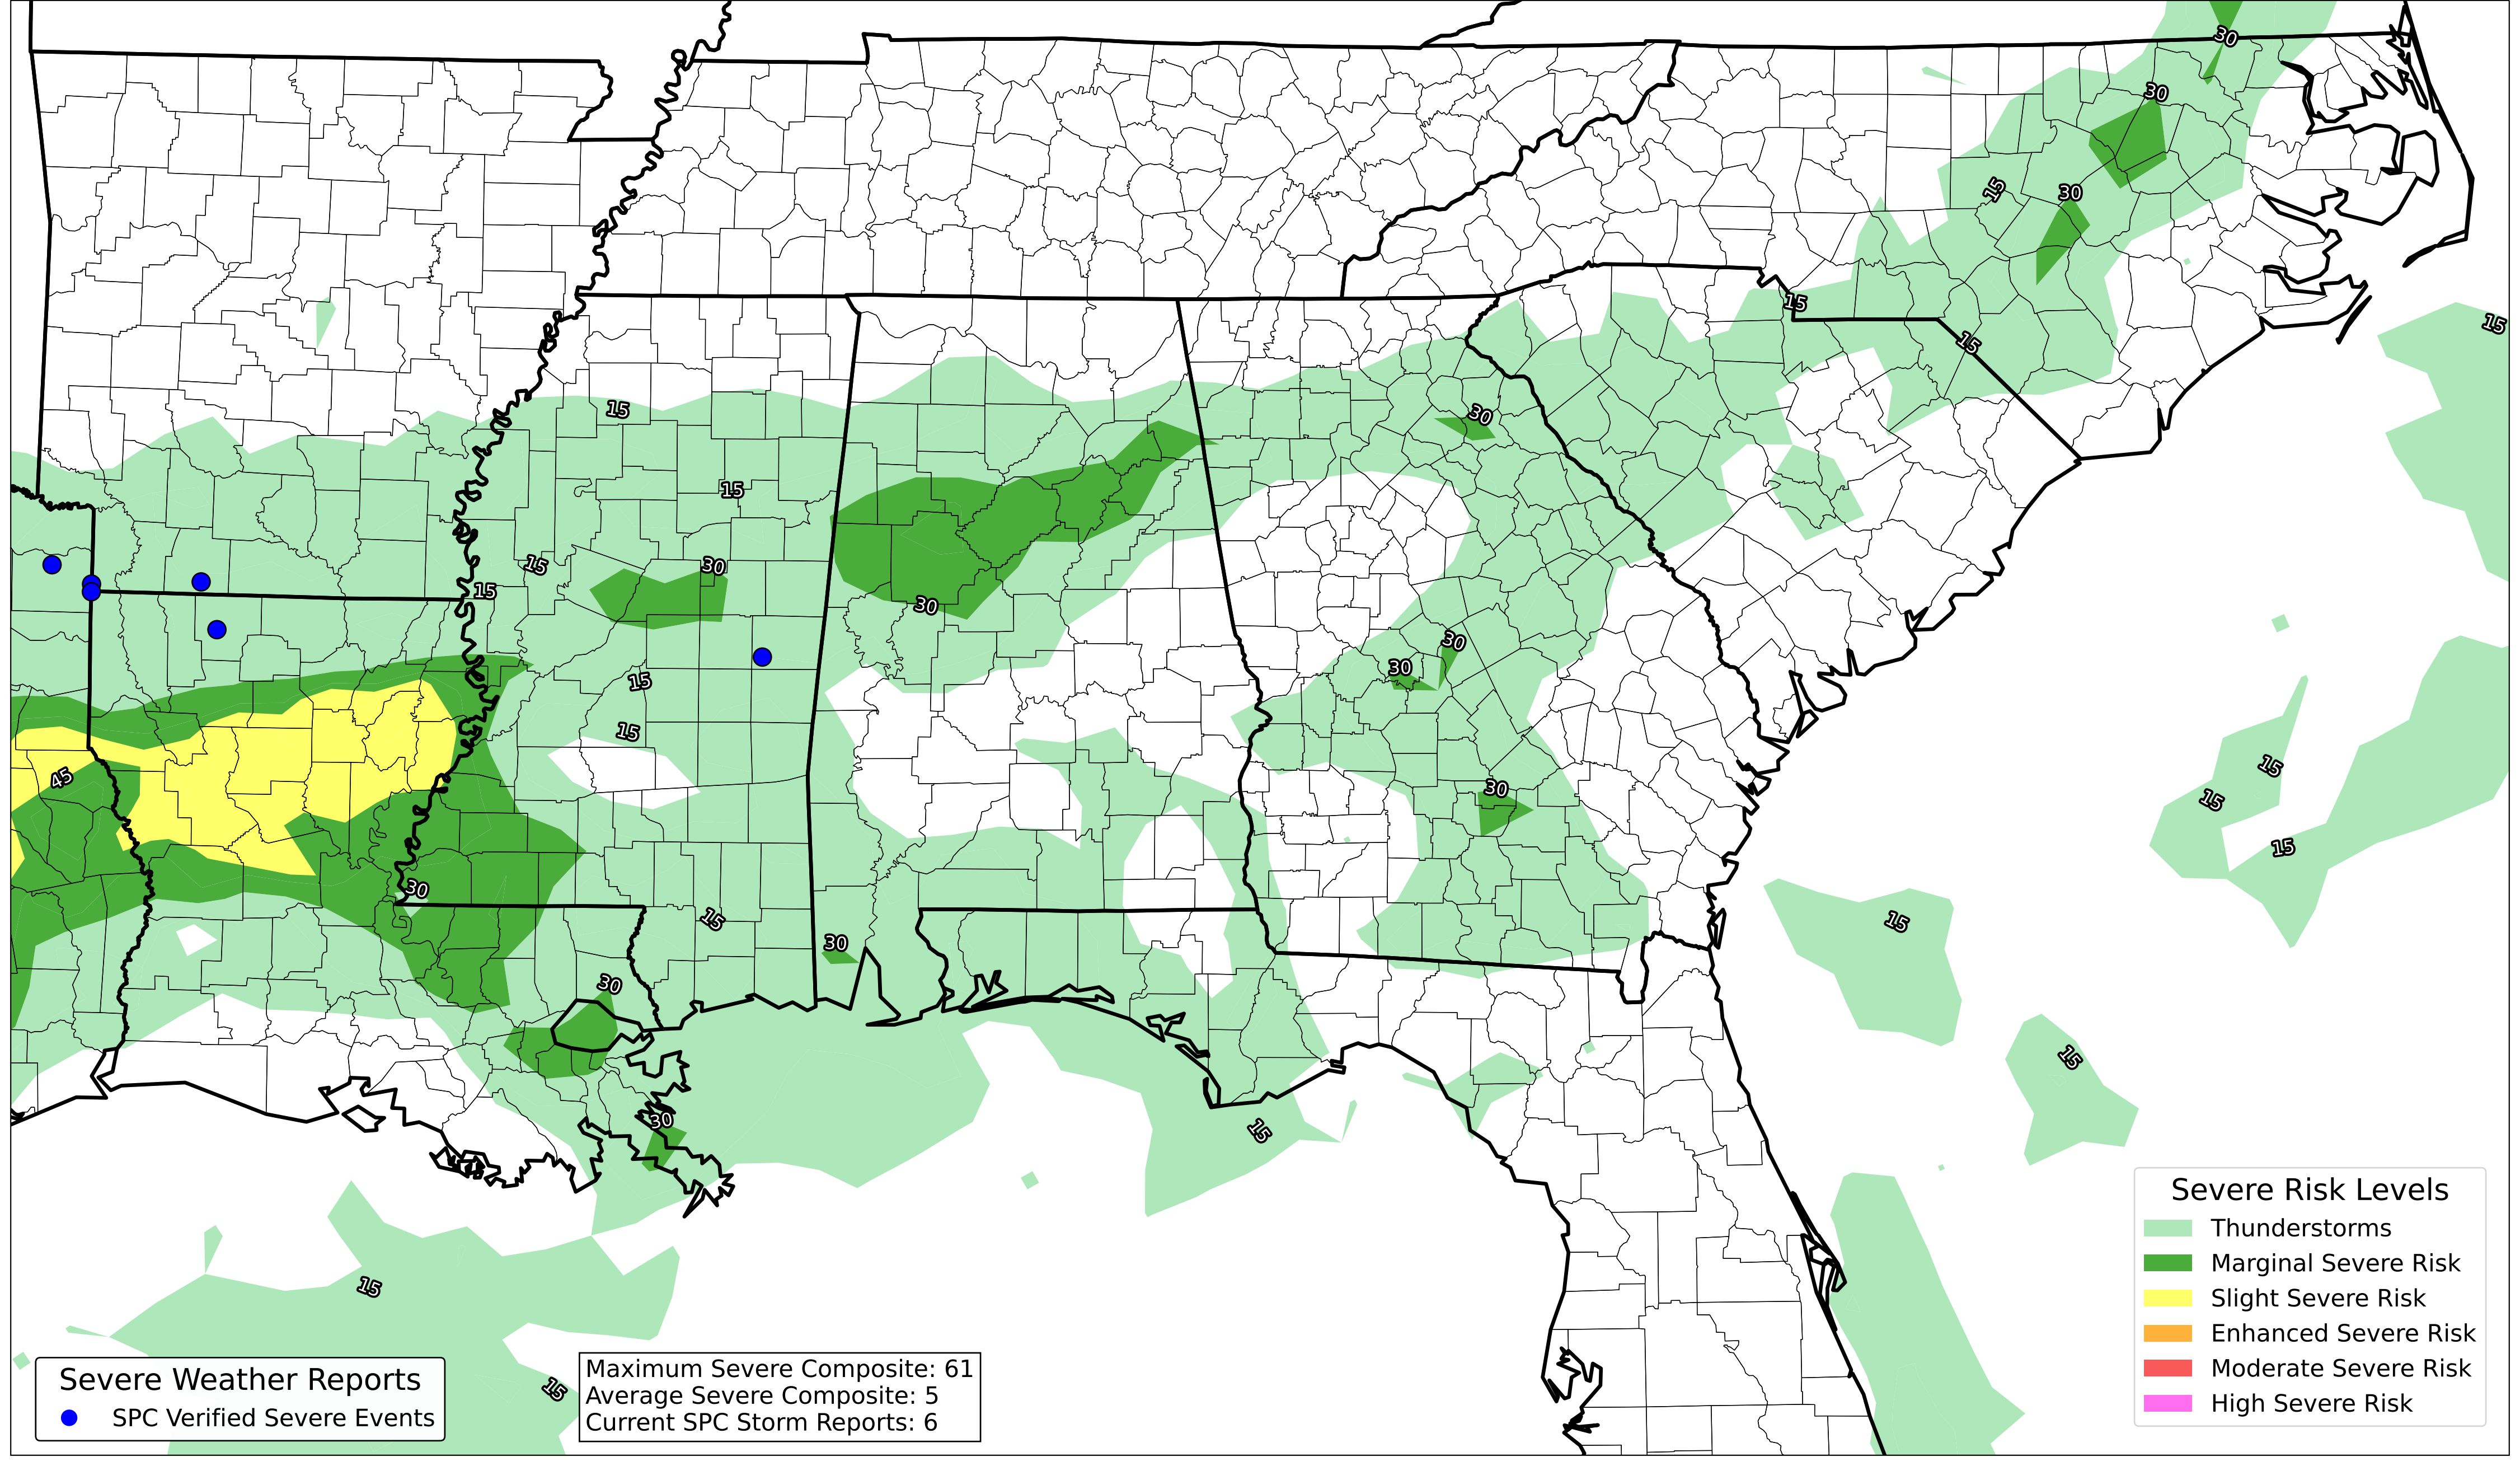 30
30
30
15
15
15
15
15
30
15
15
30
15
30
30
30
15
15
15
45
15
30
15
15
30
15
15
30
30
15
30
15
15
15
15
Severe Risk Levels
Thunderstorms
Marginal Severe Risk
Slight Severe Risk
Enhanced Severe Risk
Moderate Severe Risk
High Severe Risk
Severe Weather Reports
SPC Verified Severe Events
Maximum Severe Composite: 61
Average Severe Composite: 5
Current SPC Storm Reports: 6